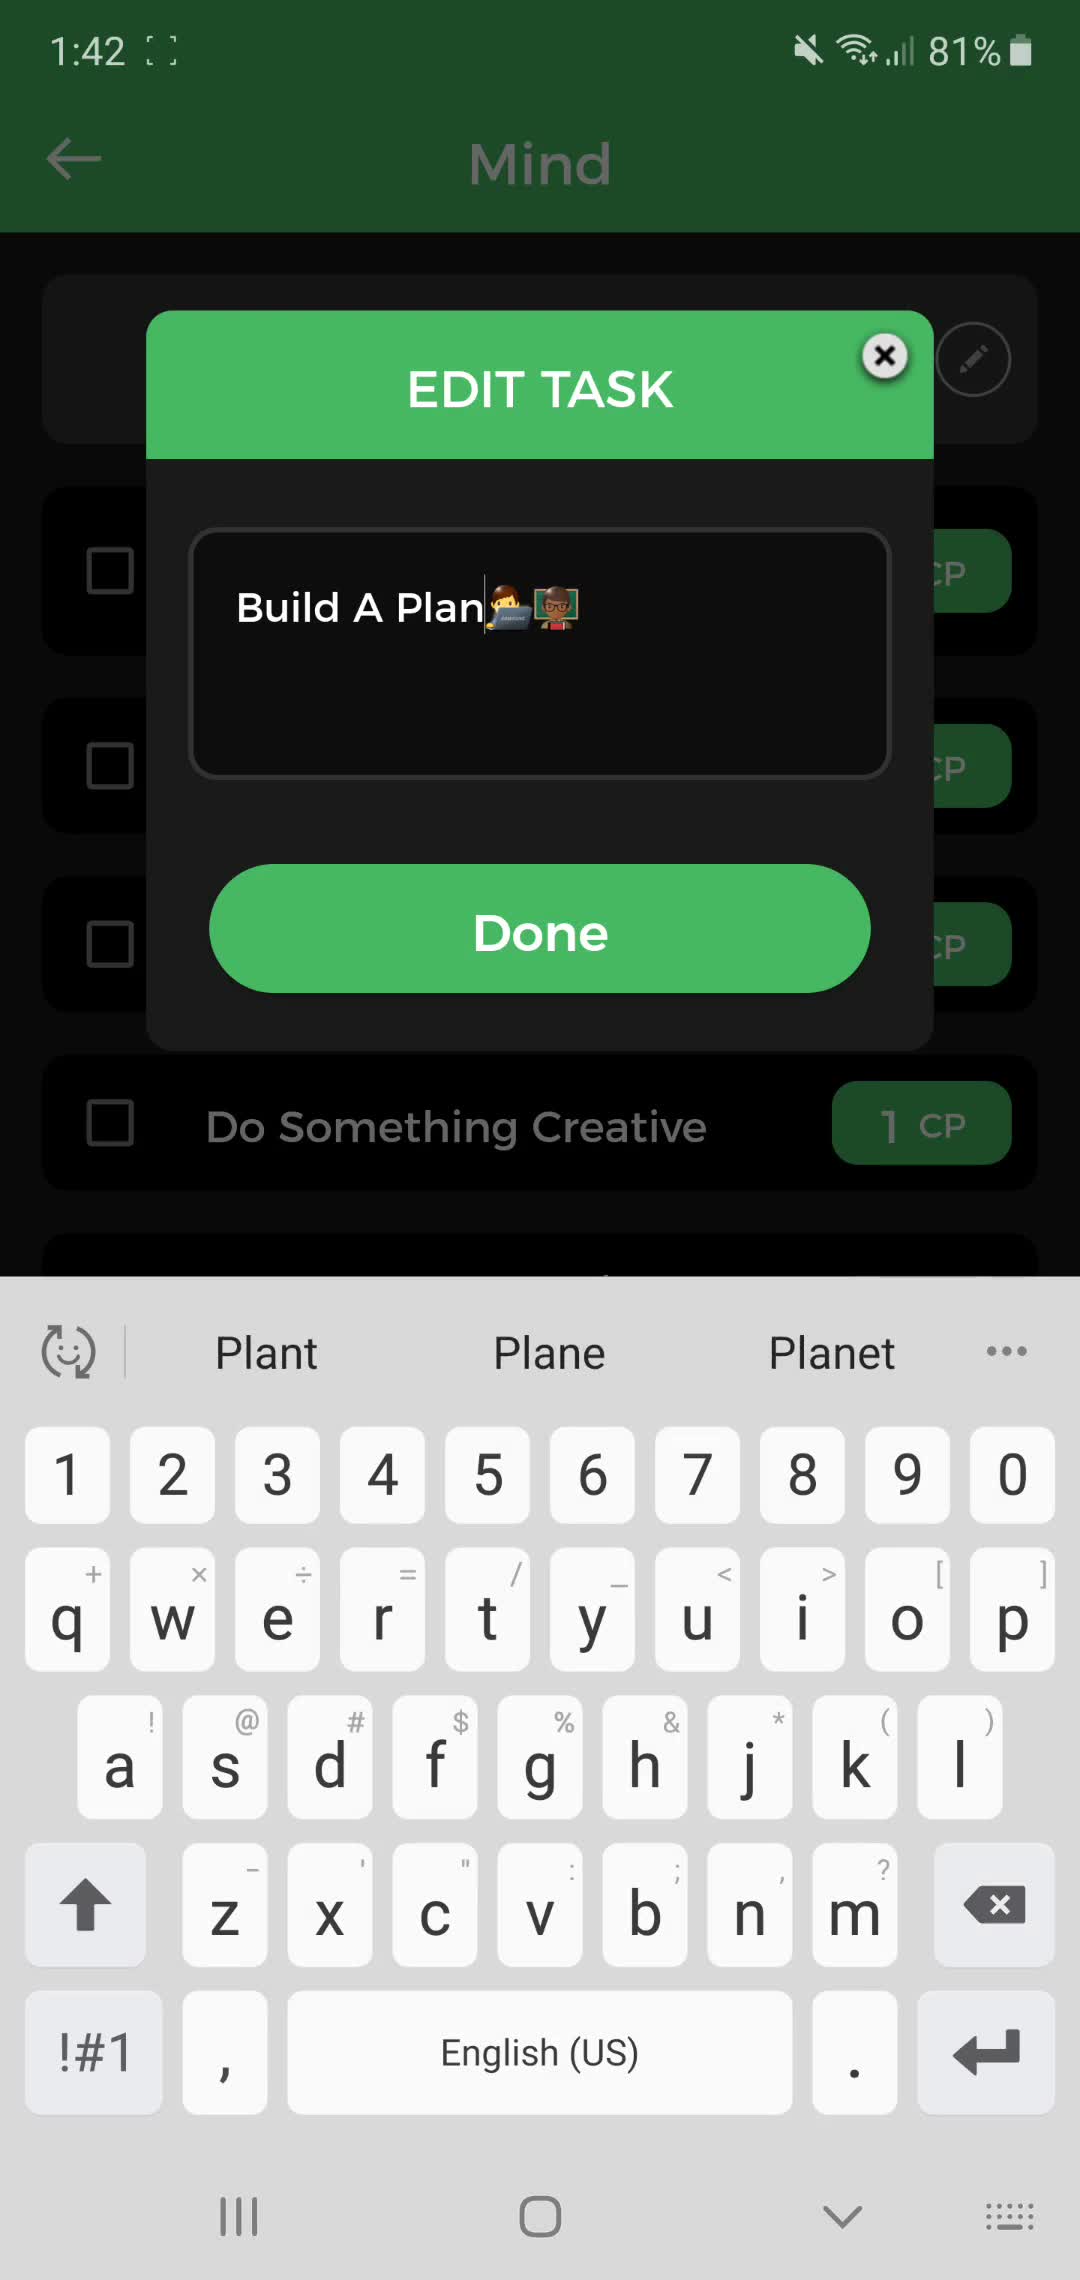 1:42 81%
Mind
EDIT TASK
Build A Plan👨‍💻👨🏾‍🏫
CP
Done
CP
CP
Do Something Creative 1 CP
Plant Plane Planet
1 2 3 4 5 6 7 8 9 0
+ × ÷ = / _ < > [ ]
q w e r t y u i o p
! @ # $ % & * ( )
a s d f g h j k l
- ' " : ; , ?
z x c v b n m
!#1 , English (US) .